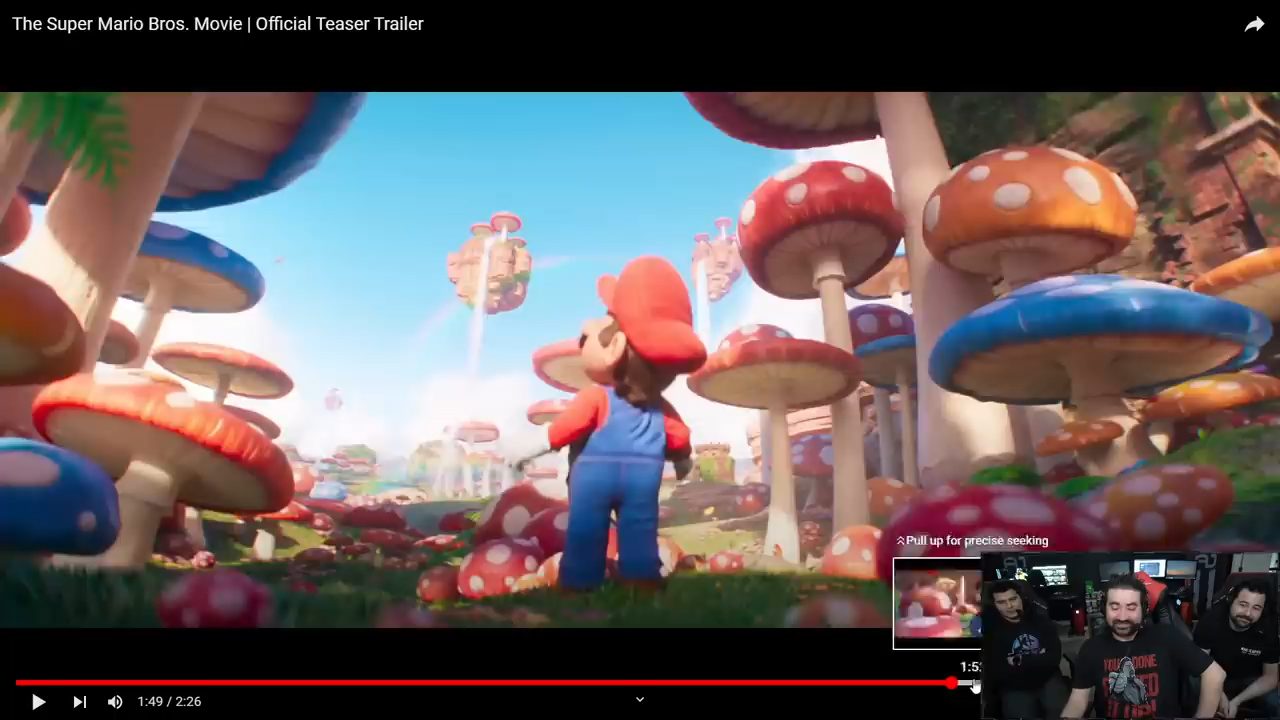 The Super Mario Bros. Movie | Official Teaser Trailer
Pull up for precise seeking
1:49 / 2:26